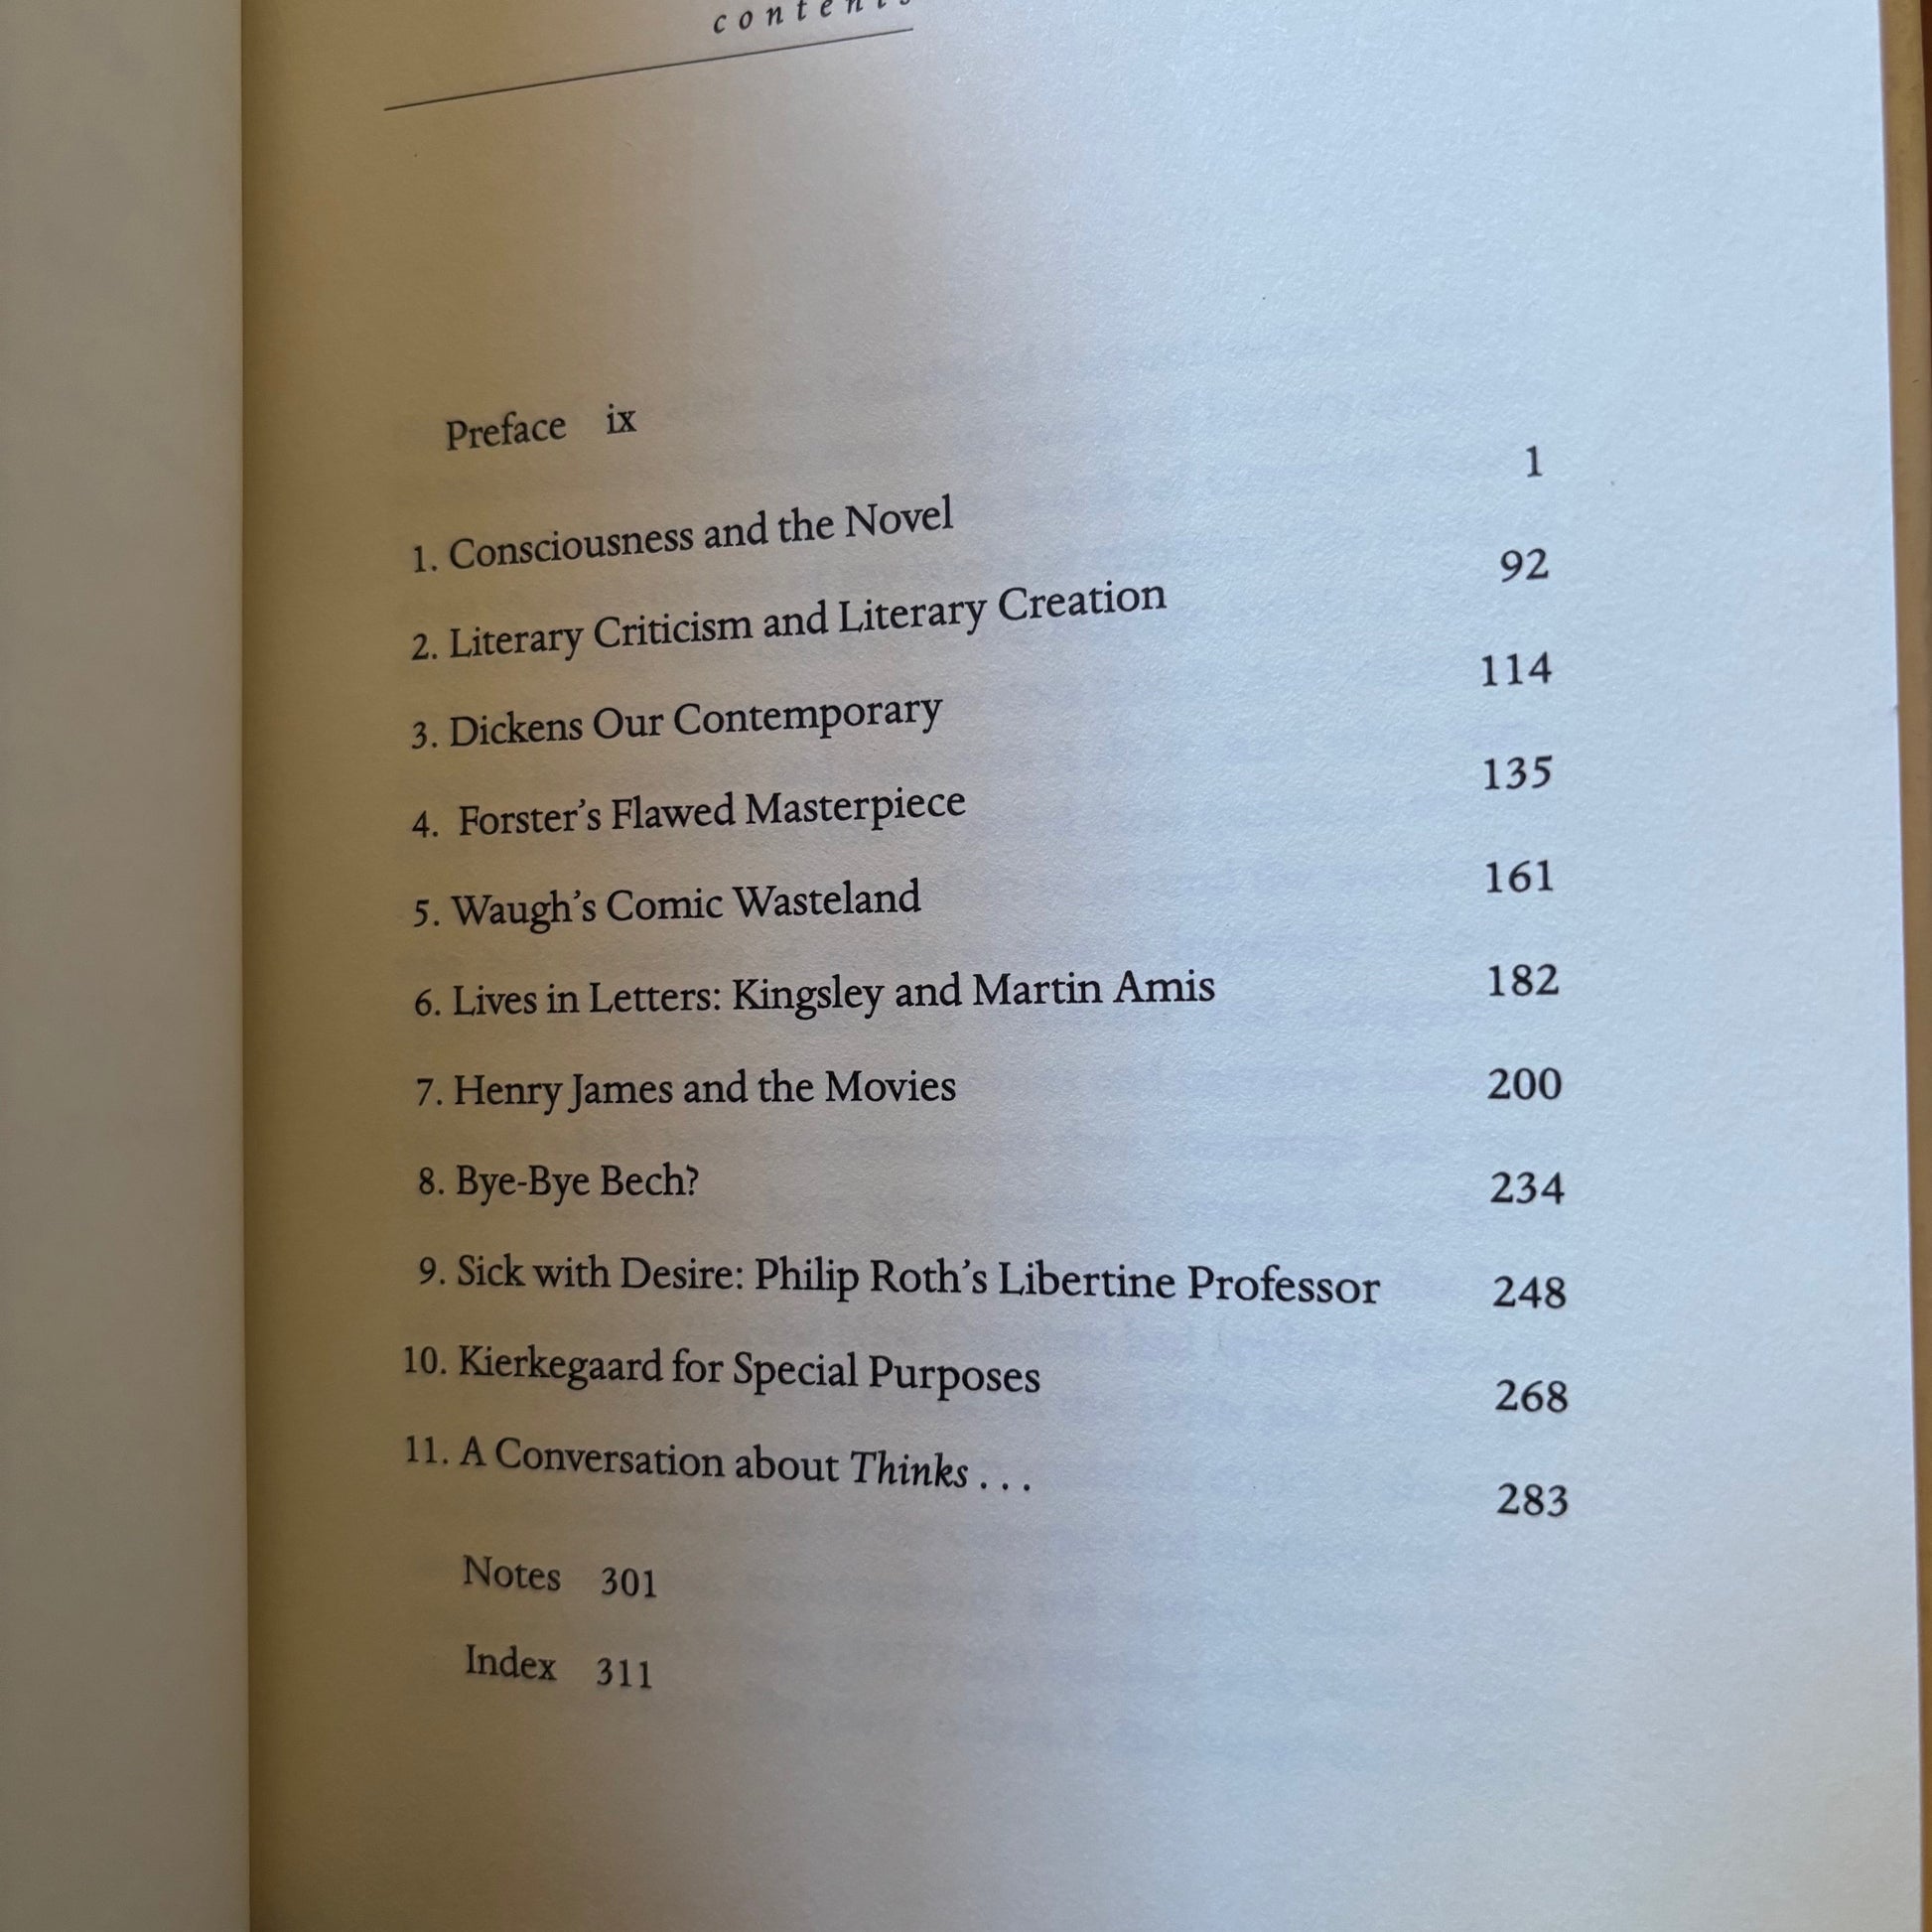 contents
Preface ix
1. Consciousness and the Novel 1
2. Literary Criticism and Literary Creation 92
3. Dickens Our Contemporary 114
4. Forster’s Flawed Masterpiece 135
5. Waugh’s Comic Wasteland 161
6. Lives in Letters: Kingsley and Martin Amis 182
7. Henry James and the Movies 200
8. Bye-Bye Bech? 234
9. Sick with Desire: Philip Roth’s Libertine Professor 248
10. Kierkegaard for Special Purposes 268
11. A Conversation about Thinks . . . 283
Notes 301
Index 311